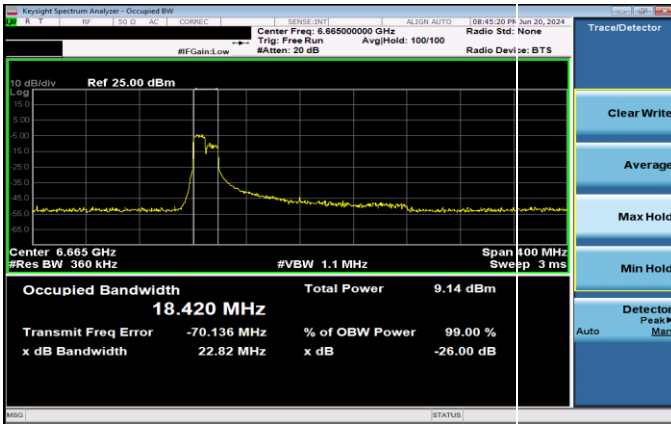 Keysight Spectrum Analyzer - Occupied BW
R T RF 50 Ω AC CORREC SENSE:INT ALIGN AUTO 08:45:20 PM Jun 20, 2024
Center Freq: 6.665000000 GHz Radio Std: None
Trig: Free Run Avg|Hold: 100/100
#IFGain:Low #Atten: 20 dB Radio Device: BTS
Trace/Detector
10 dB/div Ref 25.00 dBm
Log
15.0
5.00
-5.00
-15.0
-25.0
-35.0
-45.0
-55.0
-65.0
Center 6.665 GHz Span 400 MHz
#Res BW 360 kHz #VBW 1.1 MHz Sweep 3 ms
Occupied Bandwidth Total Power 9.14 dBm
18.420 MHz
Transmit Freq Error -70.136 MHz % of OBW Power 99.00 %
x dB Bandwidth 22.82 MHz x dB -26.00 dB
Clear Write
Average
Max Hold
Min Hold
Detector
Peak
Auto Man
MSG STATUS